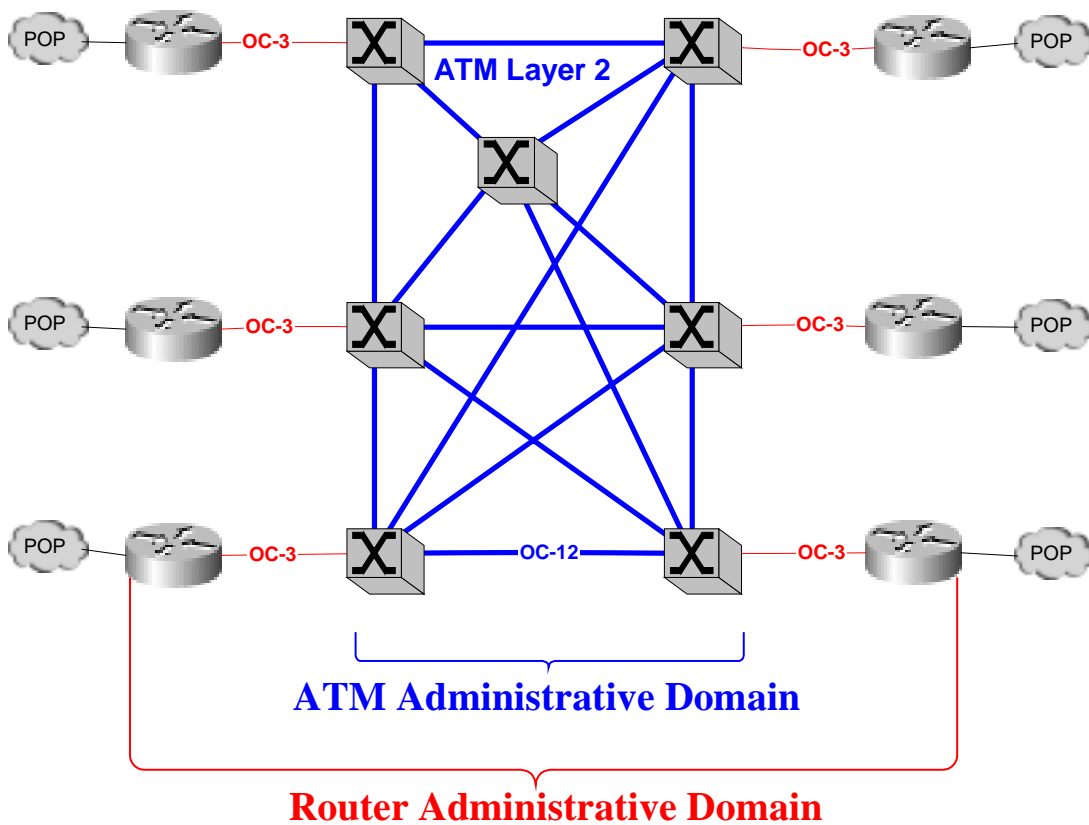 POP
OC-3
OC-3
POP
ATM Layer 2
POP
OC-3
OC-3
POP
POP
OC-3
OC-12
OC-3
POP
ATM Administrative Domain
Router Administrative Domain